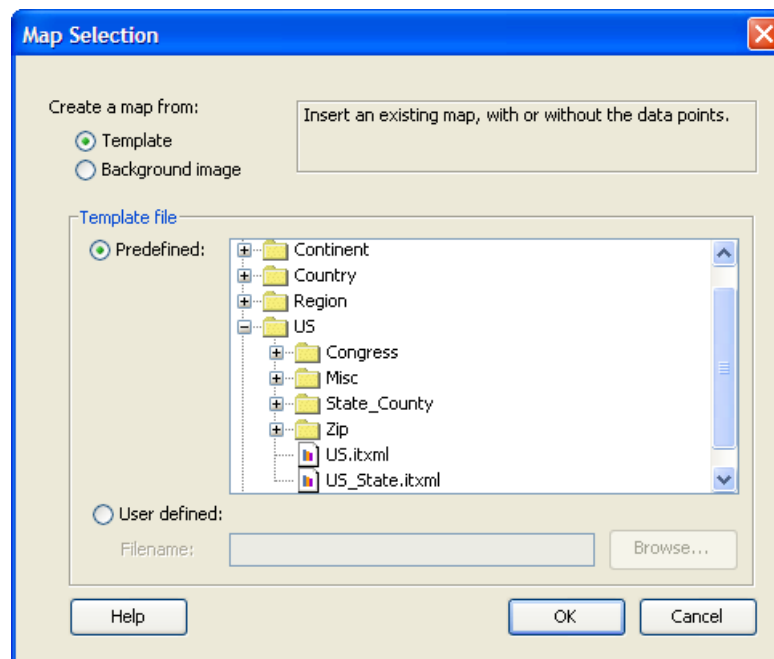 Map Selection
Create a map from:
Insert an existing map, with or without the data points.
Template
Background image
Template file
Predefined:
Continent
Country
Region
US
Congress
Misc
State_County
Zip
US.itxml
US_State.itxml
User defined:
Filename:
Browse...
Help
OK
Cancel